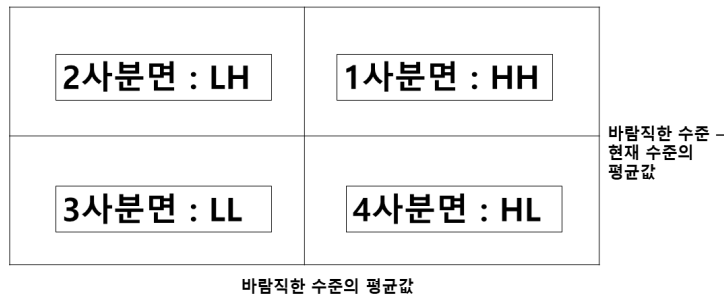 2사분면 : LH
1사분면 : HH
바람직한 수준 –
현재 수준의
평균값
3사분면 : LL
4사분면 : HL
바람직한 수준의 평균값